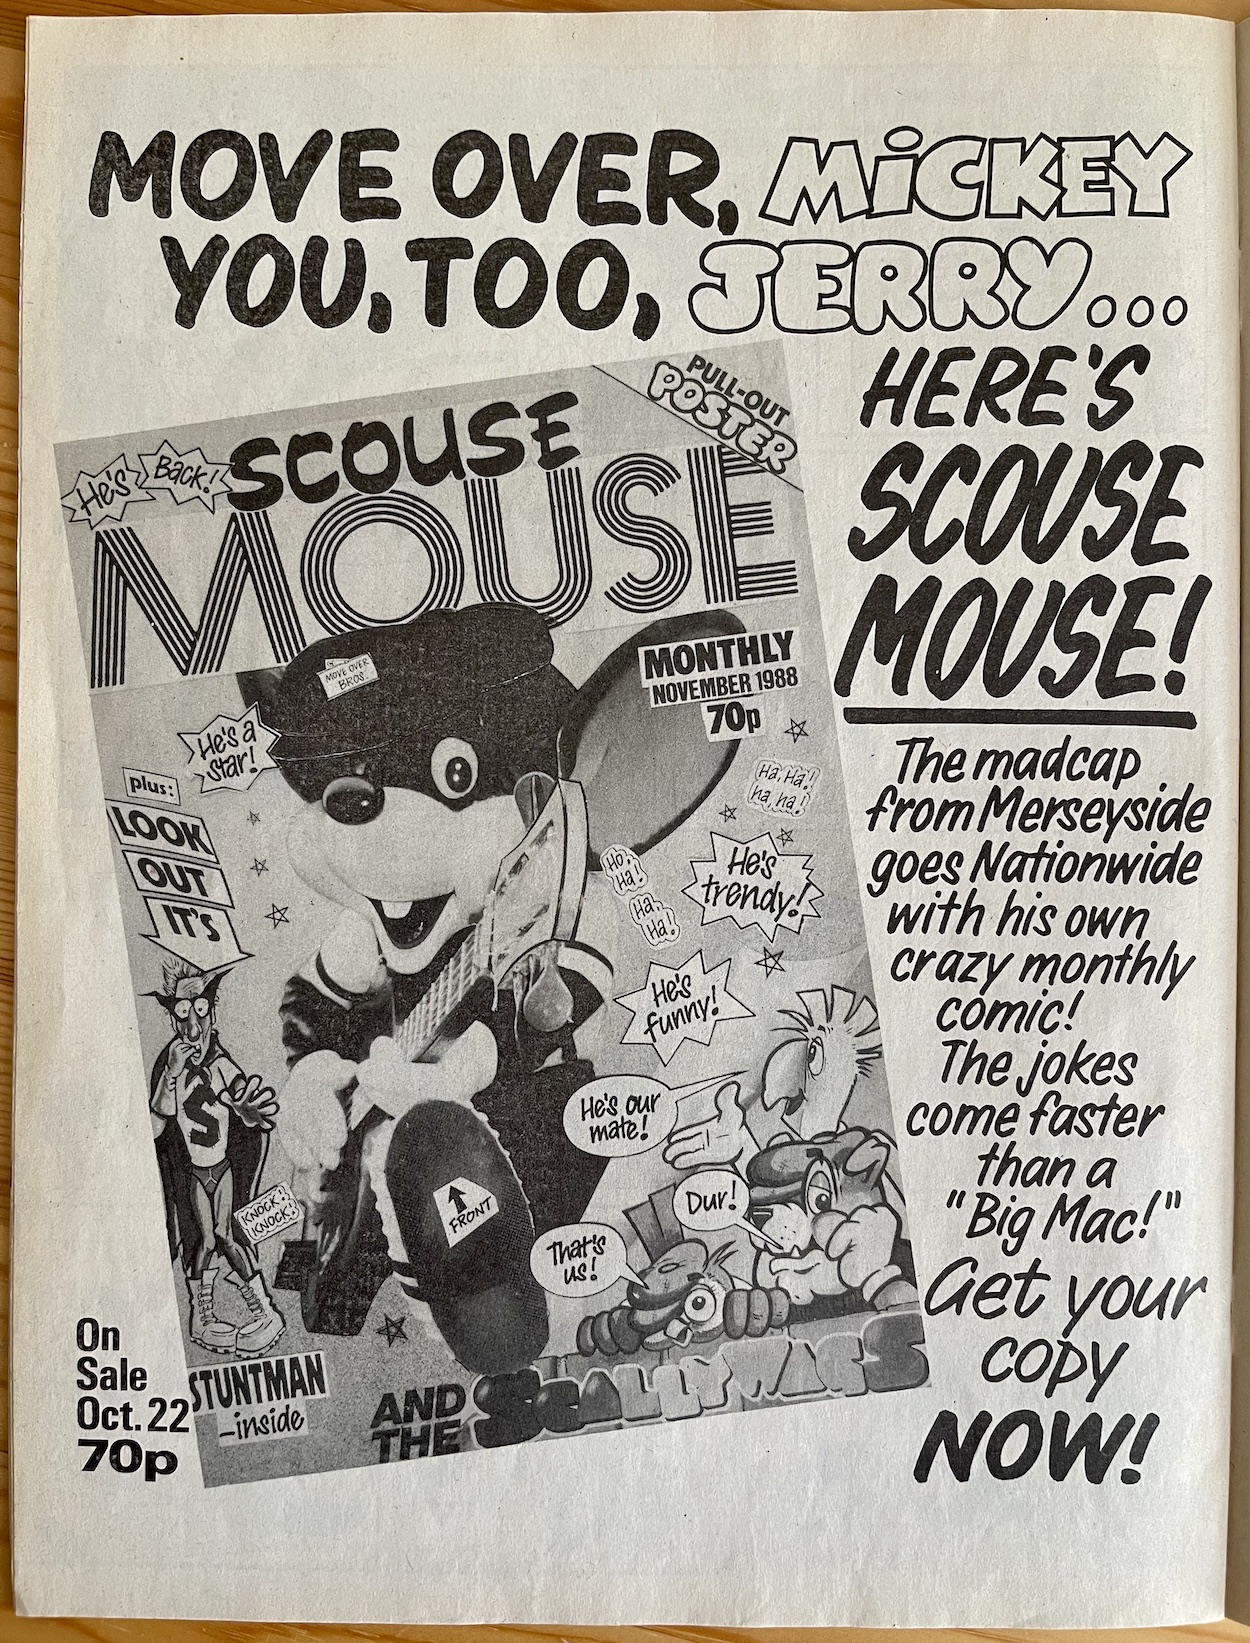 MOVE OVER, MiCKEY
YOU, TOO, JERRY...
HERE'S
SCOUSE
MOUSE!
PULL-OUT
POSTER
He's
BACK!
SCOUSE
MOUSE
MONTHLY
NOVEMBER 1988
70p
MOVE OVER
BROS.
He's a
star!
plus:
LOOK
OUT
IT'S
Ha, Ha!
ha, ha!
Ho,
Ha!
Ha,
Ha!
He's
trendy!
He's
funny!
He's our
mate!
Dur!
That's
us!
S
KNOCK!
KNOCK!
FRONT
STUNTMAN
-inside
AND
THE SCALLYWAGS
The madcap
from Merseyside
goes Nationwide
with his own
crazy monthly
comic!
The jokes
come faster
than a
"Big Mac!"
Get your
copy
NOW!
On
Sale
Oct. 22
70p